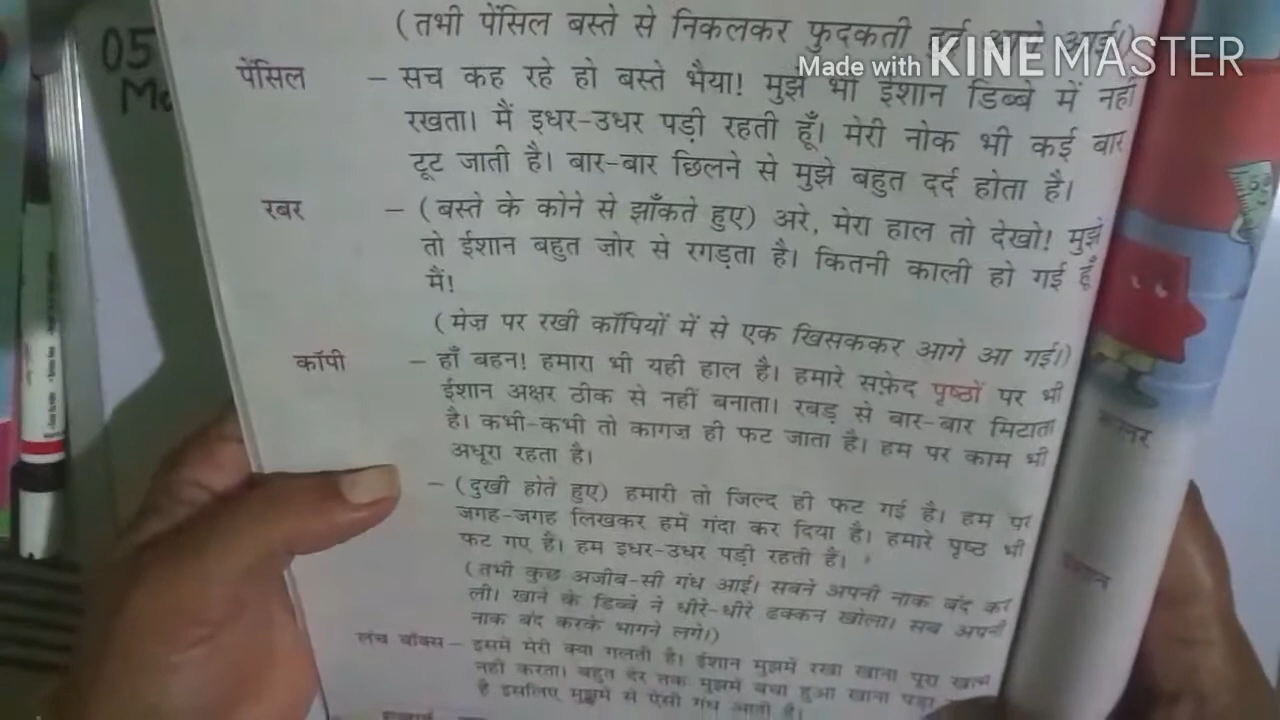 05
(तभी पेंसिल बस्ते से निकलकर फुदकती हुई आगे आई।)
Made with KINEMASTER
पेंसिल – सच कह रहे हो बस्ते भैया! मुझे भी ईशान डिब्बे में नहीं
रखता। मैं इधर-उधर पड़ी रहती हूँ। मेरी नोक भी कई बार
टूट जाती है। बार-बार छिलने से मुझे बहुत दर्द होता है।
रबर – (बस्ते के कोने से झाँकते हुए) अरे, मेरा हाल तो देखो! मुझे
तो ईशान बहुत ज़ोर से रगड़ता है। कितनी काली हो गई हूँ
मैं!
(मेज़ पर रखी कॉपियों में से एक खिसककर आगे आ गई।)
कॉपी – हाँ बहन! हमारा भी यही हाल है। हमारे सफ़ेद पृष्ठों पर भी
ईशान अक्षर ठीक से नहीं बनाता। रबड़ से बार-बार मिटाता
है। कभी-कभी तो कागज ही फट जाता है। हम पर काम भी
अधूरा रहता है।
– (दुखी होते हुए) हमारी तो जिल्द ही फट गई है। हम पर
जगह-जगह लिखकर हमें गंदा कर दिया है। हमारे पृष्ठ भी
फट गए हैं। हम इधर-उधर पड़ी रहती हैं।
(तभी कुछ अजीब-सी गंध आई। सबने अपनी नाक बंद कर
ली। खाने के डिब्बे ने धीरे-धीरे ढक्कन खोला। सब अपनी
नाक बंद करके भागने लगे।)
लंच बॉक्स – इसमें मेरी क्या गलती है। ईशान मुझमें रखा खाना पूरा खत्म
नहीं करता। बहुत देर तक मुझमें बचा हुआ खाना पड़ा
है इसलिए मुझमें से ऐसी गंध आती है।